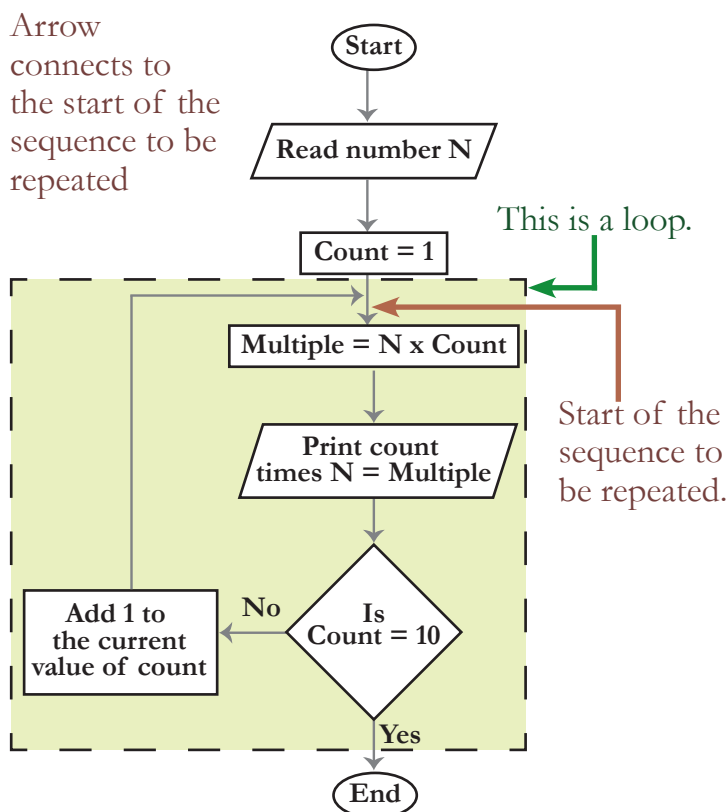 Arrow
connects to
the start of the
sequence to be
repeated
Start
Read number N
This is a loop.
Count = 1
Multiple = N x Count
Start of the
sequence to
be repeated.
Print count
times N = Multiple
Is
Count = 10
No
Add 1 to
the current
value of count
Yes
End